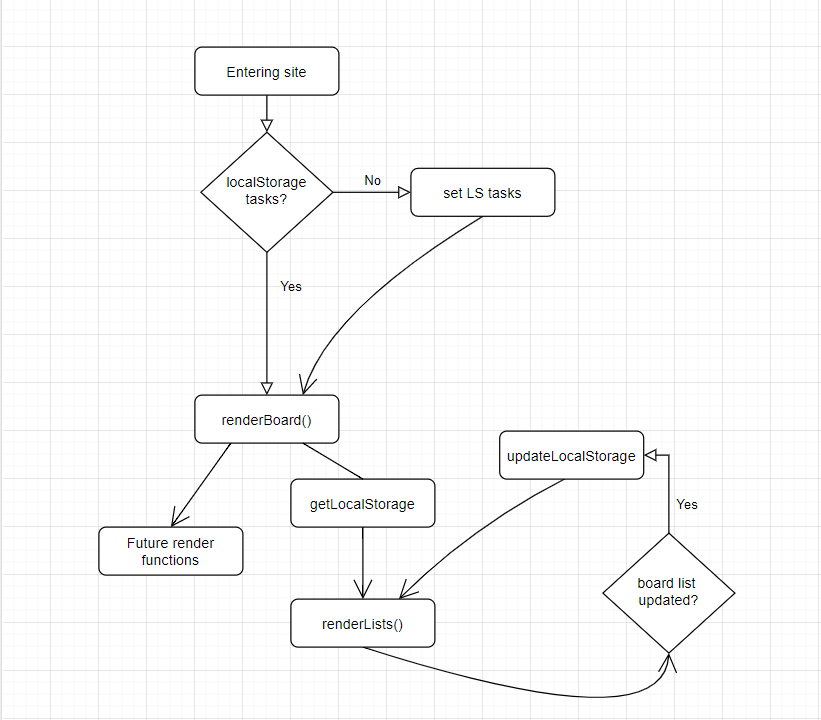 Entering site
localStorage
tasks?
No
set LS tasks
Yes
renderBoard()
updateLocalStorage
getLocalStorage
Yes
Future render
functions
board list
updated?
renderLists()